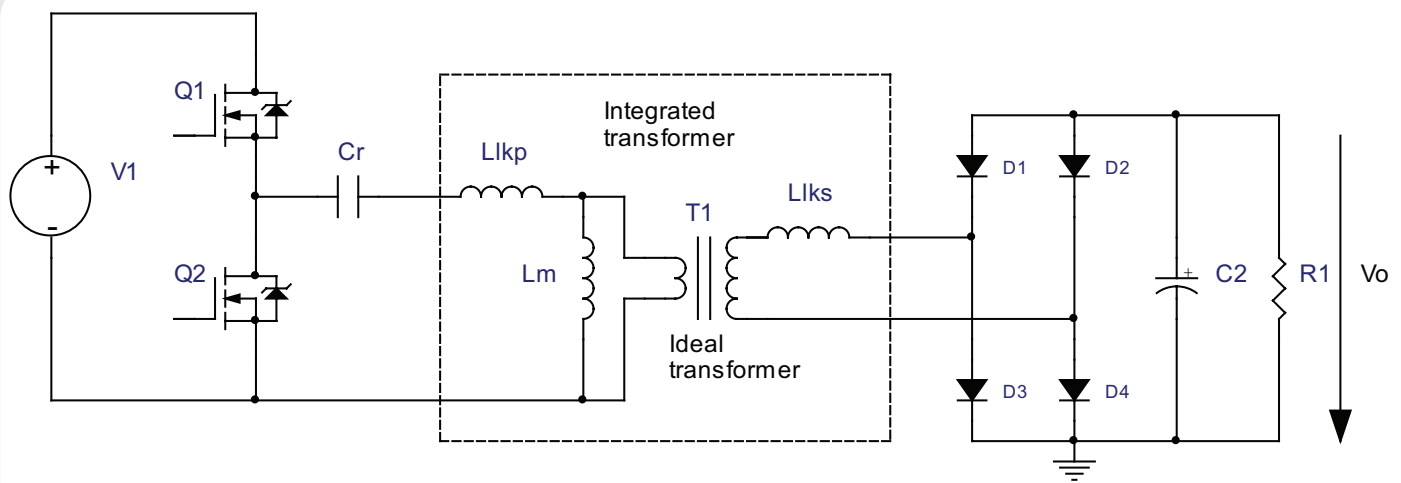 Q1
V1
Q2
Cr
Llkp
Lm
Integrated
transformer
T1
Llks
Ideal
transformer
D1
D2
D3
D4
+
-
+
C2
R1
Vo